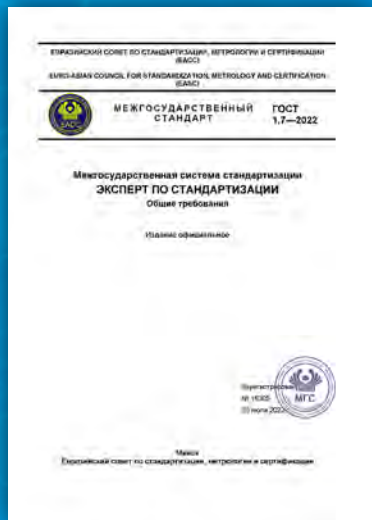 ЕВРАЗИЙСКИЙ СОВЕТ ПО СТАНДАРТИЗАЦИИ, МЕТРОЛОГИИ И СЕРТИФИКАЦИИ
(ЕАСС)
EURO-ASIAN COUNCIL FOR STANDARDIZATION, METROLOGY AND CERTIFICATION
(EASC)
EASC
МЕЖГОСУДАРСТВЕННЫЙ
СТАНДАРТ
ГОСТ
1.7—2022
Межгосударственная система стандартизации
ЭКСПЕРТ ПО СТАНДАРТИЗАЦИИ
Общие требования
Издание официальное
МГС
Минск
Евразийский совет по стандартизации, метрологии и сертификации